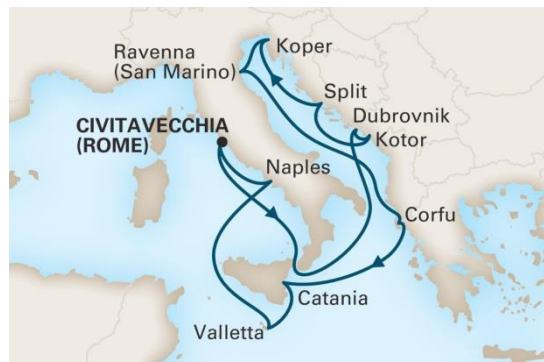 Ravenna
(San Marino)
Koper
Split
Dubrovnik
Kotor
CIVITAVECCHIA
(ROME)
Naples
Corfu
Catania
Valletta